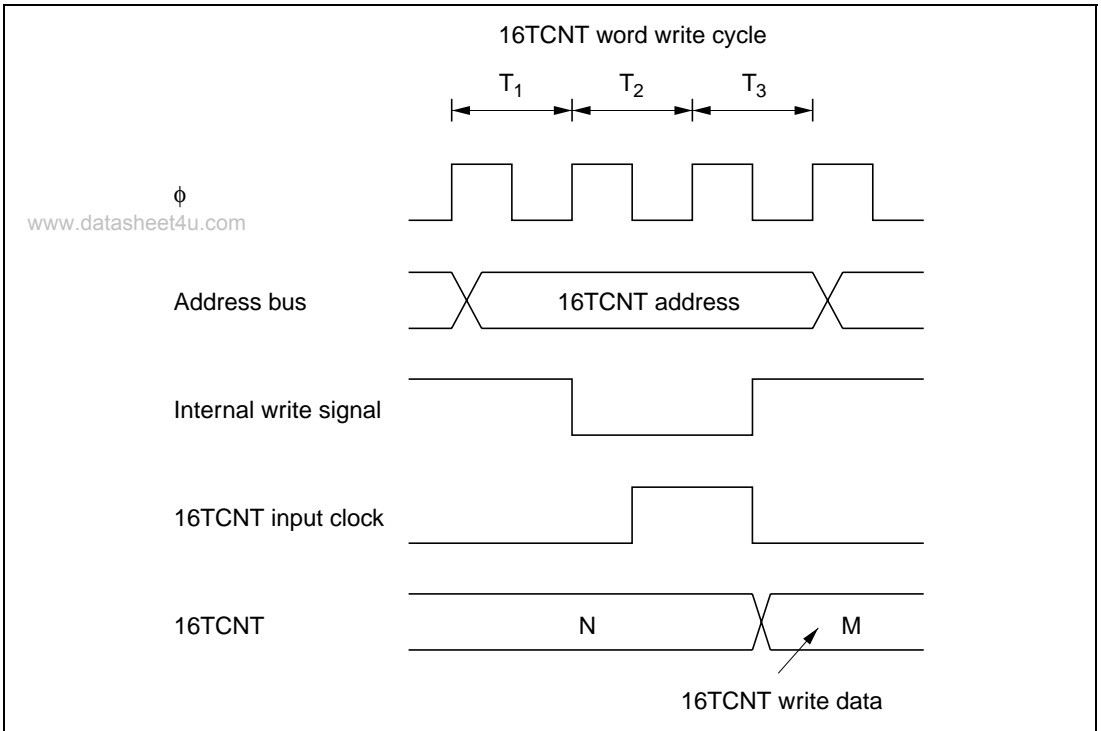 16TCNT word write cycle
T1 T2 T3
φ
www.datasheet4u.com
Address bus
16TCNT address
Internal write signal
16TCNT input clock
16TCNT
N
M
16TCNT write data